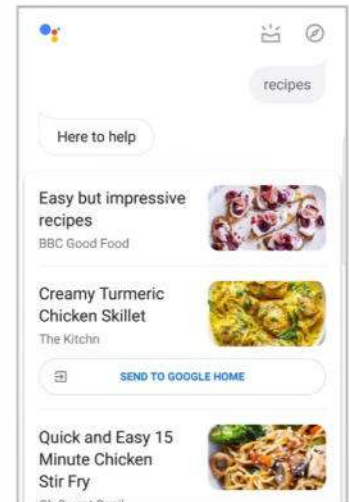 recipes
Here to help
Easy but impressive
recipes
BBC Good Food
Creamy Turmeric
Chicken Skillet
The Kitchn
SEND TO GOOGLE HOME
Quick and Easy 15
Minute Chicken
Stir Fry